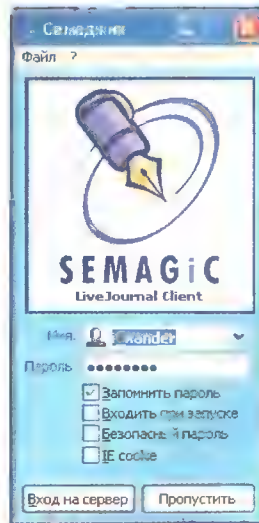 Семаджик
Файл ?
SEMAGiC
LiveJournal Client
Имя:
Пароль ●●●●●●●●
Запомнить пароль
Входить при запуске
Безопасный пароль
IE cookie
Вход на сервер Пропустить